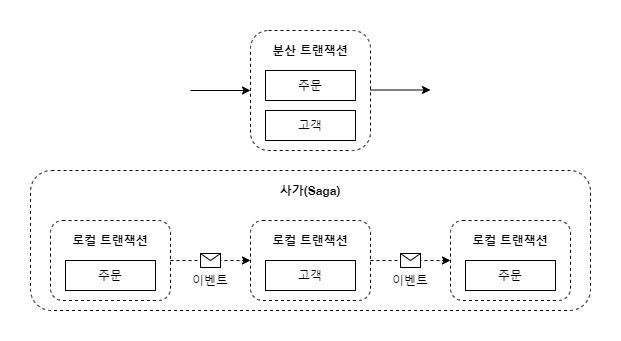 분산 트랜잭션
주문
고객
사가(Saga)
로컬 트랜잭션
로컬 트랜잭션
로컬 트랜잭션
주문
이벤트
고객
이벤트
주문